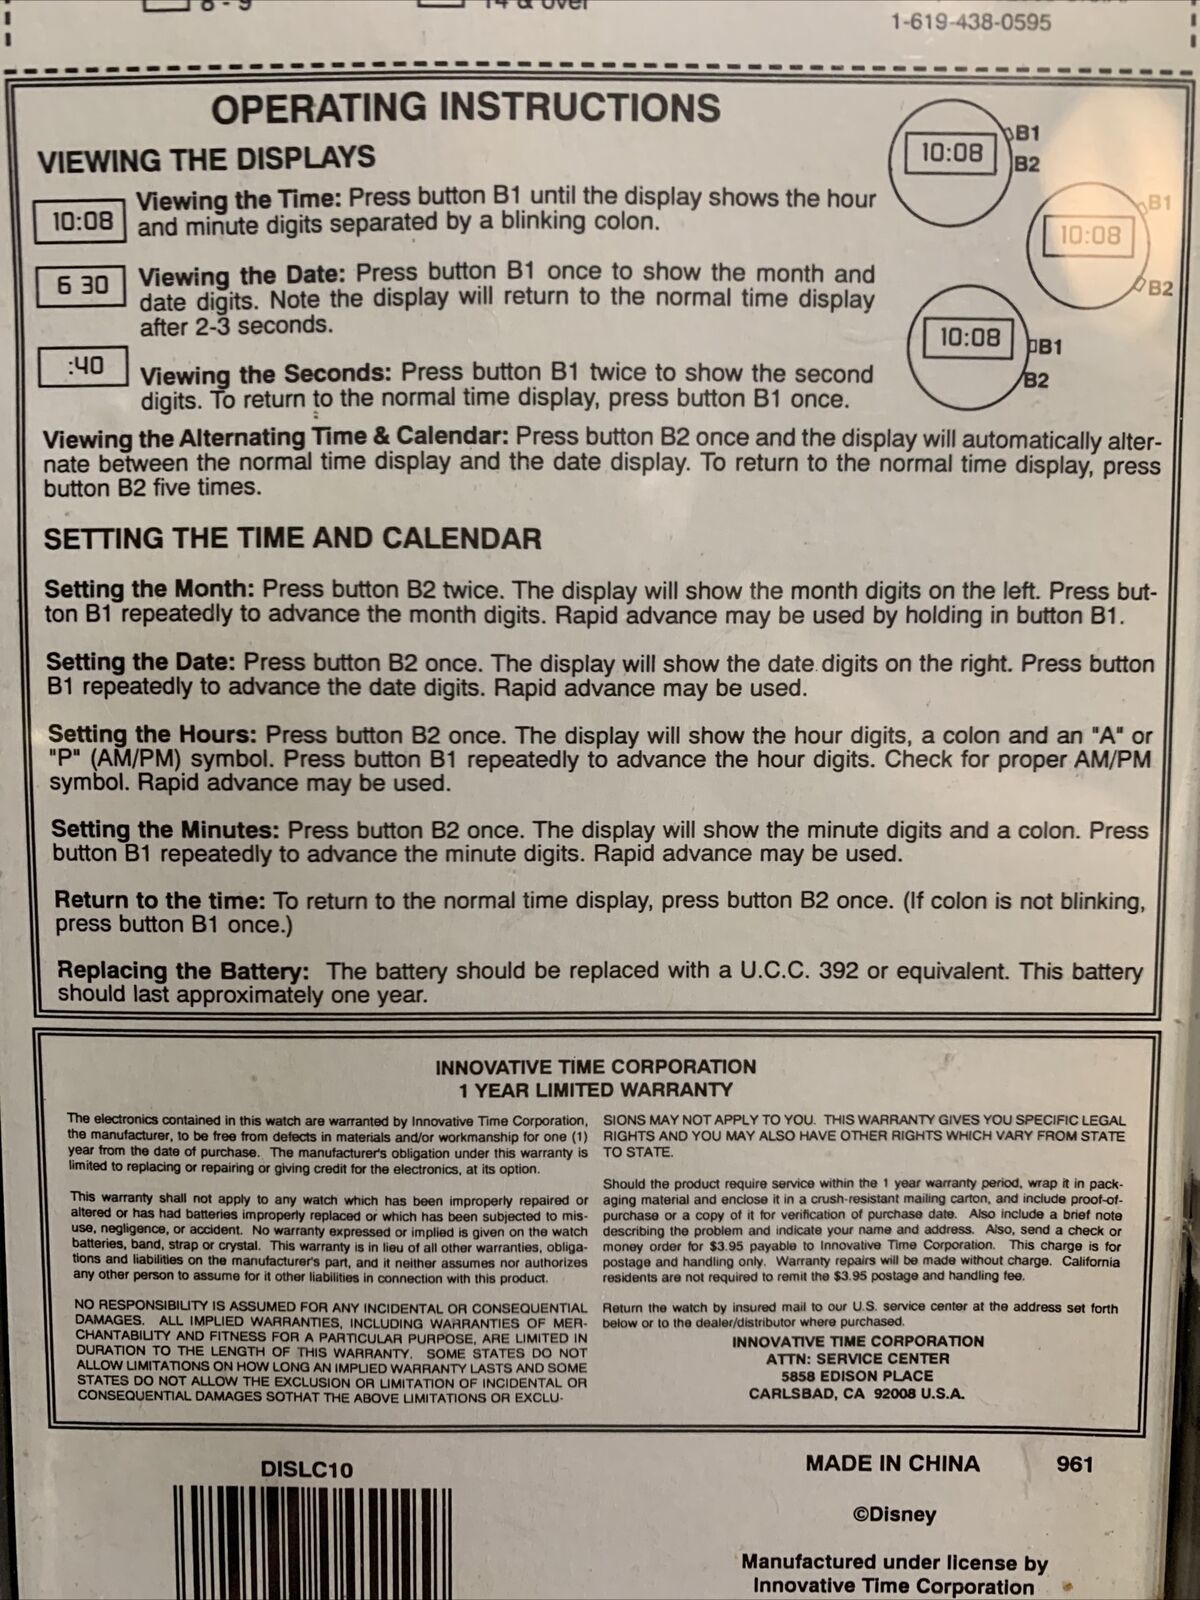 8 - 9
14 & over
1-619-438-0595
OPERATING INSTRUCTIONS
VIEWING THE DISPLAYS
10:08
Viewing the Time: Press button B1 until the display shows the hour
and minute digits separated by a blinking colon.
6 30
Viewing the Date: Press button B1 once to show the month and
date digits. Note the display will return to the normal time display
after 2-3 seconds.
:40
Viewing the Seconds: Press button B1 twice to show the second
digits. To return to the normal time display, press button B1 once.
10:08
B1
B2
10:08
B1
B2
10:08
B1
B2
Viewing the Alternating Time & Calendar: Press button B2 once and the display will automatically alter-
nate between the normal time display and the date display. To return to the normal time display, press
button B2 five times.
SETTING THE TIME AND CALENDAR
Setting the Month: Press button B2 twice. The display will show the month digits on the left. Press but-
ton B1 repeatedly to advance the month digits. Rapid advance may be used by holding in button B1.
Setting the Date: Press button B2 once. The display will show the date digits on the right. Press button
B1 repeatedly to advance the date digits. Rapid advance may be used.
Setting the Hours: Press button B2 once. The display will show the hour digits, a colon and an "A" or
"P" (AM/PM) symbol. Press button B1 repeatedly to advance the hour digits. Check for proper AM/PM
symbol. Rapid advance may be used.
Setting the Minutes: Press button B2 once. The display will show the minute digits and a colon. Press
button B1 repeatedly to advance the minute digits. Rapid advance may be used.
Return to the time: To return to the normal time display, press button B2 once. (If colon is not blinking,
press button B1 once.)
Replacing the Battery: The battery should be replaced with a U.C.C. 392 or equivalent. This battery
should last approximately one year.
INNOVATIVE TIME CORPORATION
1 YEAR LIMITED WARRANTY
The electronics contained in this watch are warranted by Innovative Time Corporation,
the manufacturer, to be free from defects in materials and/or workmanship for one (1)
year from the date of purchase. The manufacturer's obligation under this warranty is
limited to replacing or repairing or giving credit for the electronics, at its option.
This warranty shall not apply to any watch which has been improperly repaired or
altered or has had batteries improperly replaced or which has been subjected to mis-
use, negligence, or accident. No warranty expressed or implied is given on the watch
batteries, band, strap or crystal. This warranty is in lieu of all other warranties, obliga-
tions and liabilities on the manufacturer's part, and it neither assumes nor authorizes
any other person to assume for it other liabilities in connection with this product.
NO RESPONSIBILITY IS ASSUMED FOR ANY INCIDENTAL OR CONSEQUENTIAL
DAMAGES. ALL IMPLIED WARRANTIES, INCLUDING WARRANTIES OF MER-
CHANTABILITY AND FITNESS FOR A PARTICULAR PURPOSE, ARE LIMITED IN
DURATION TO THE LENGTH OF THIS WARRANTY. SOME STATES DO NOT
ALLOW LIMITATIONS ON HOW LONG AN IMPLIED WARRANTY LASTS AND SOME
STATES DO NOT ALLOW THE EXCLUSION OR LIMITATION OF INCIDENTAL OR
CONSEQUENTIAL DAMAGES SOTHAT THE ABOVE LIMITATIONS OR EXCLU-
SIONS MAY NOT APPLY TO YOU. THIS WARRANTY GIVES YOU SPECIFIC LEGAL
RIGHTS AND YOU MAY ALSO HAVE OTHER RIGHTS WHICH VARY FROM STATE
TO STATE.
Should the product require service within the 1 year warranty period, wrap it in pack-
aging material and enclose it in a crush-resistant mailing carton, and include proof-of-
purchase or a copy of it for verification of purchase date. Also include a brief note
describing the problem and indicate your name and address. Also, send a check or
money order for $3.95 payable to Innovative Time Corporation. This charge is for
postage and handling only. Warranty repairs will be made without charge. California
residents are not required to remit the $3.95 postage and handling fee.
Return the watch by insured mail to our U.S. service center at the address set forth
below or to the dealer/distributor where purchased.
INNOVATIVE TIME CORPORATION
ATTN: SERVICE CENTER
5858 EDISON PLACE
CARLSBAD, CA 92008 U.S.A.
DISLC10
MADE IN CHINA 961
©Disney
Manufactured under license by
Innovative Time Corporation